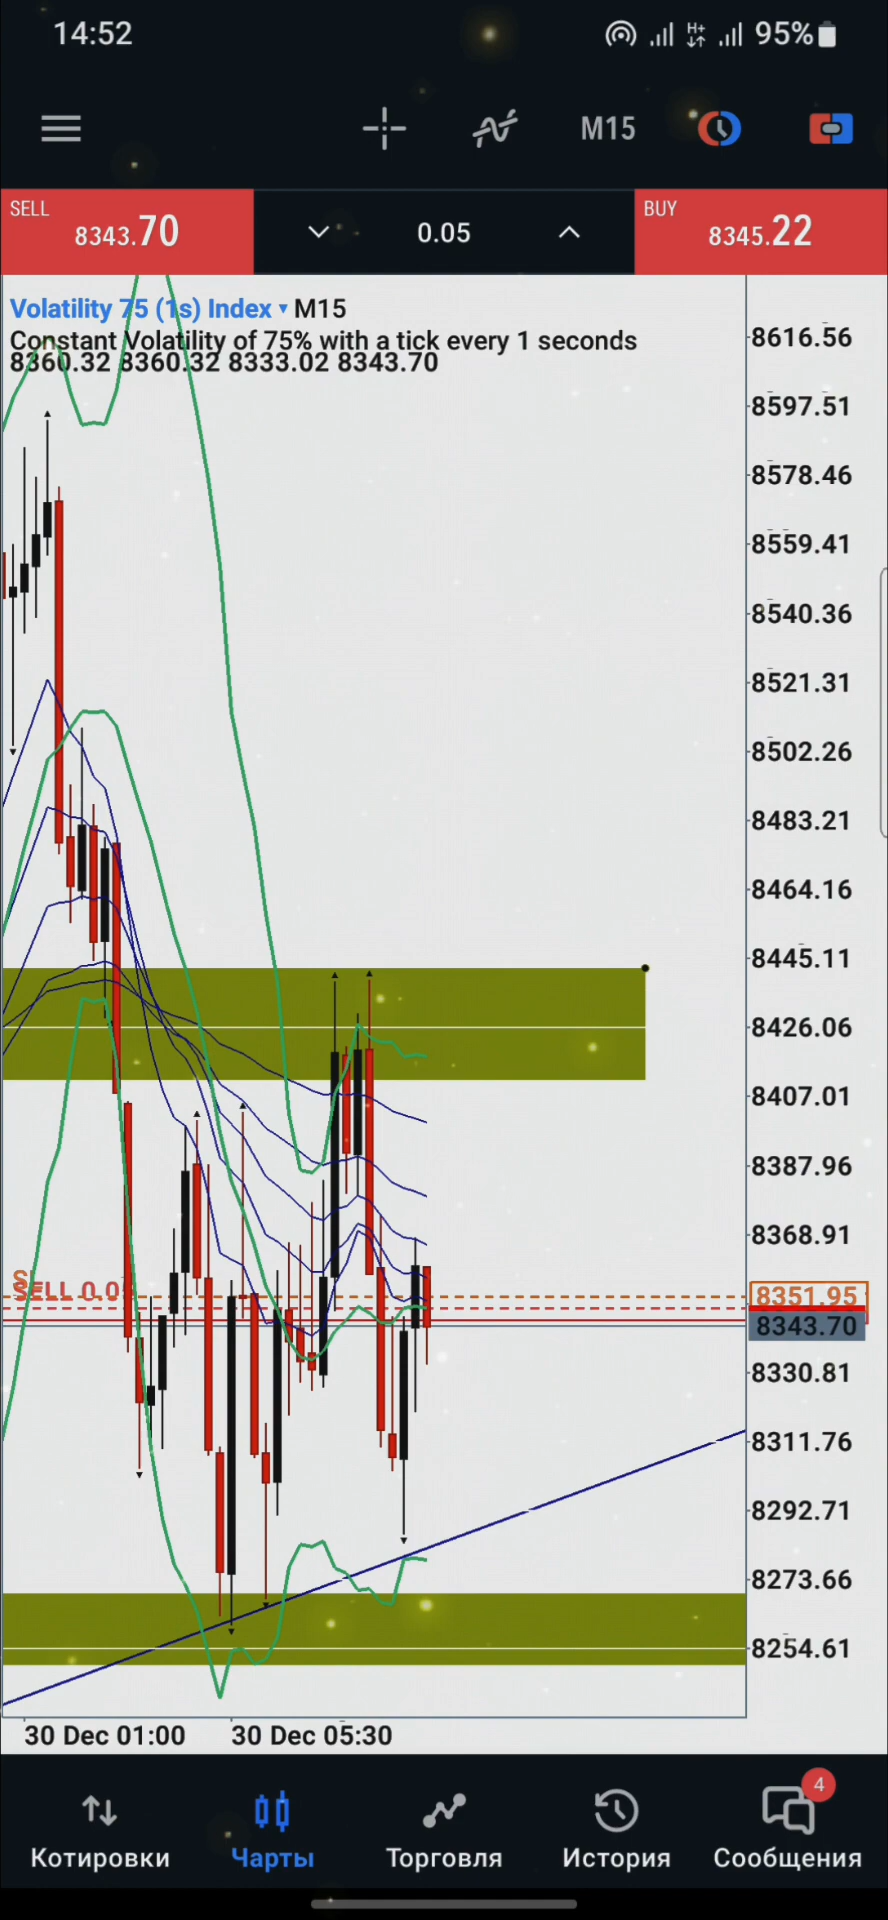 14:52
H+
95%
M15
SELL
8343.70
0.05
BUY
8345.22
Volatility 75 (1s) Index ▾ M15
Constant Volatility of 75% with a tick every 1 seconds
8360.32 8360.32 8333.02 8343.70
8616.56
8597.51
8578.46
8559.41
8540.36
8521.31
8502.26
8483.21
8464.16
8445.11
8426.06
8407.01
8387.96
8368.91
SL
SELL 0.05
8351.95
8343.70
8330.81
8311.76
8292.71
8273.66
8254.61
30 Dec 01:00
30 Dec 05:30
4
Котировки
Чарты
Торговля
История
Сообщения